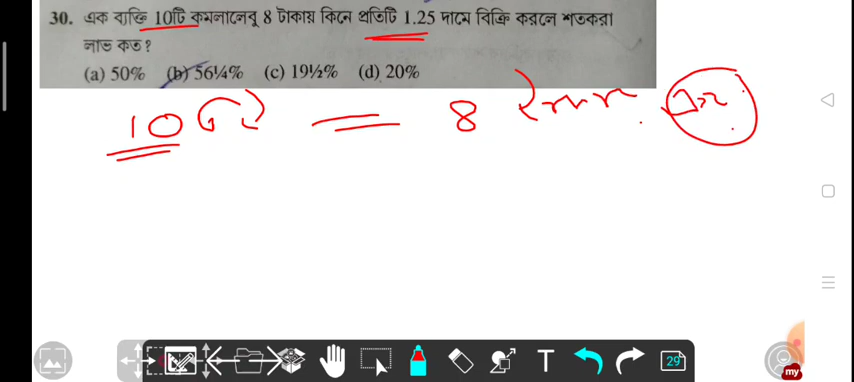 30. এক ব্যক্তি 10টি কমলালেবু 8 টাকায় কিনে প্রতিটি 1.25 দামে বিক্রি করলে শতকরা
লাভ কত?
(a) 50% (b) 56¼% (c) 19½% (d) 20%
10 টি = 8
T 29
my